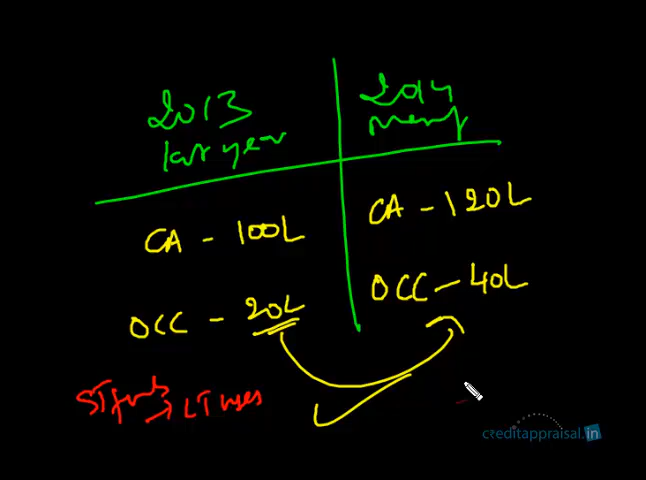 2013
last year
2014
CA - 100L
CA - 120L
OCC - 20L
OCC - 40L
ST funds
→ LT uses
creditappraisal.in